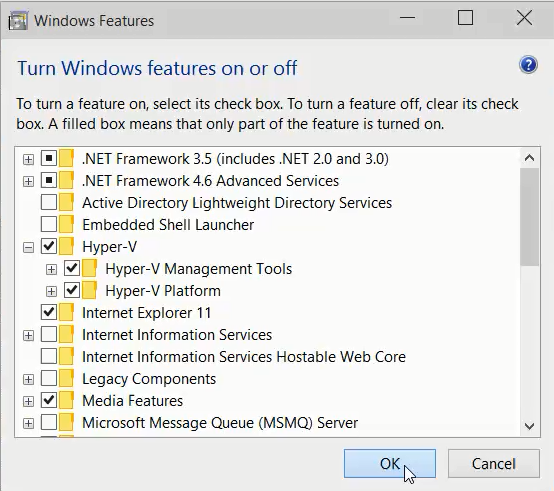 Windows Features
Turn Windows features on or off
To turn a feature on, select its check box. To turn a feature off, clear its check
box. A filled box means that only part of the feature is turned on.
.NET Framework 3.5 (includes .NET 2.0 and 3.0)
.NET Framework 4.6 Advanced Services
Active Directory Lightweight Directory Services
Embedded Shell Launcher
Hyper-V
Hyper-V Management Tools
Hyper-V Platform
Internet Explorer 11
Internet Information Services
Internet Information Services Hostable Web Core
Legacy Components
Media Features
Microsoft Message Queue (MSMQ) Server
OK Cancel